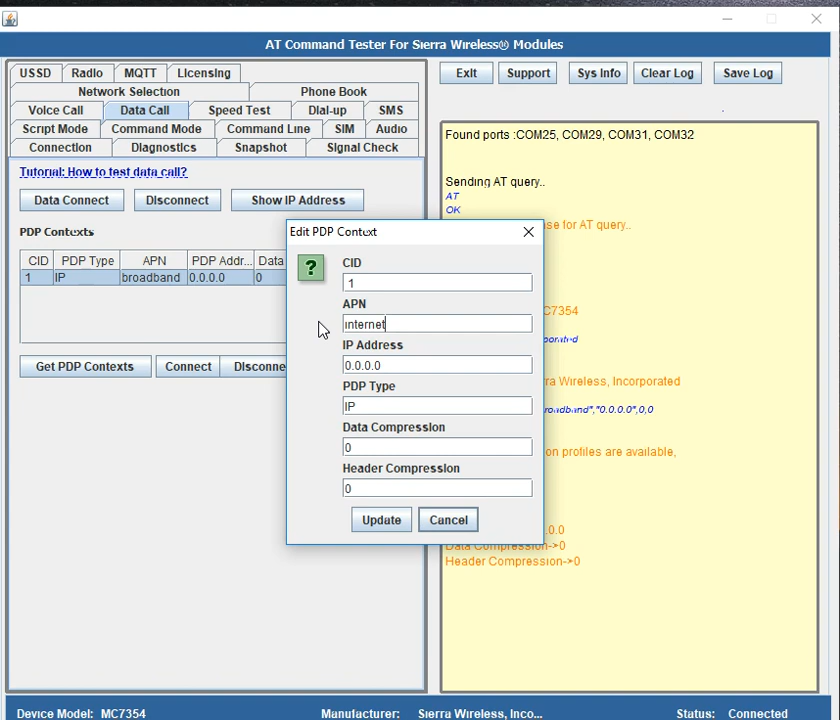 AT Command Tester For Sierra Wireless® Modules
USSD Radio MQTT Licensing
Network Selection Phone Book
Voice Call Data Call Speed Test Dial-up SMS
Script Mode Command Mode Command Line SIM Audio
Connection Diagnostics Snapshot Signal Check
Tutorial: How to test data call?
Data Connect Disconnect Show IP Address
PDP Contexts
CID PDP Type APN PDP Addr... Data
1 IP broadband 0.0.0.0 0
Get PDP Contexts Connect Disconne
Edit PDP Context
?
CID
1
APN
internet
IP Address
0.0.0.0
PDP Type
IP
Data Compression
0
Header Compression
0
Update Cancel
Exit Support Sys Info Clear Log Save Log
Found ports :COM25, COM29, COM31, COM32
Sending AT query..
AT
OK
se for AT query..
C7354
porated
ra Wireless, Incorporated
roadband","0.0.0.0",0,0
on profiles are available,
.0.0
Data Compression->0
Header Compression->0
Device Model: MC7354 Manufacturer: Sierra Wireless, Inco... Status: Connected